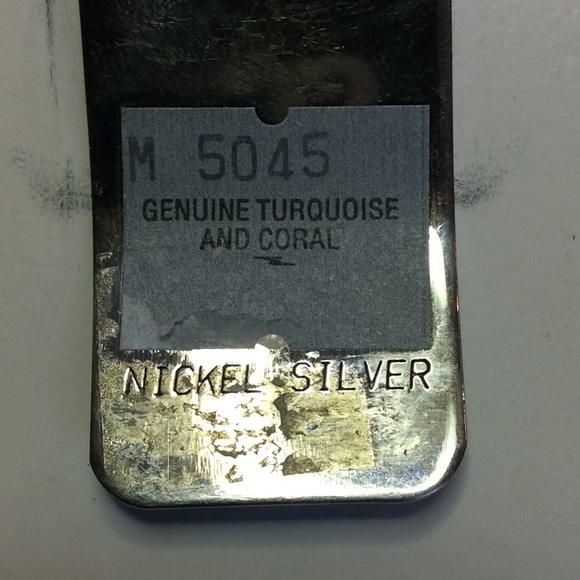 M 5045
GENUINE TURQUOISE
AND CORAL
NICKEL SILVER